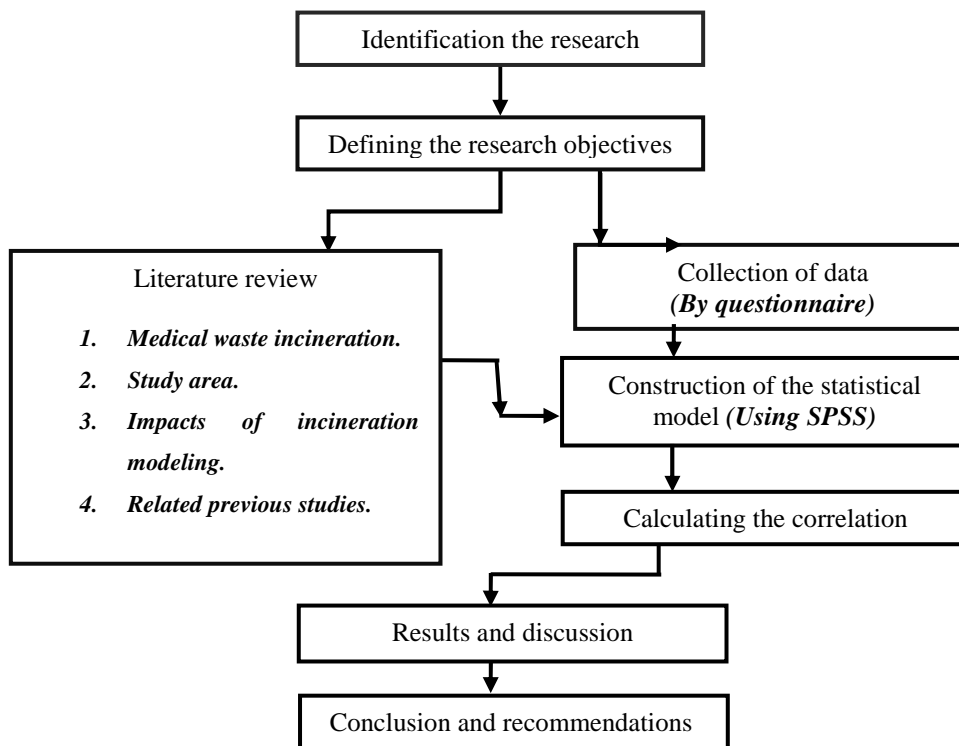 Identification the research
Defining the research objectives
Literature review
1. Medical waste incineration.
2. Study area.
3. Impacts of incineration
modeling.
4. Related previous studies.
Collection of data
(By questionnaire)
Construction of the statistical
model (Using SPSS)
Calculating the correlation
Results and discussion
Conclusion and recommendations